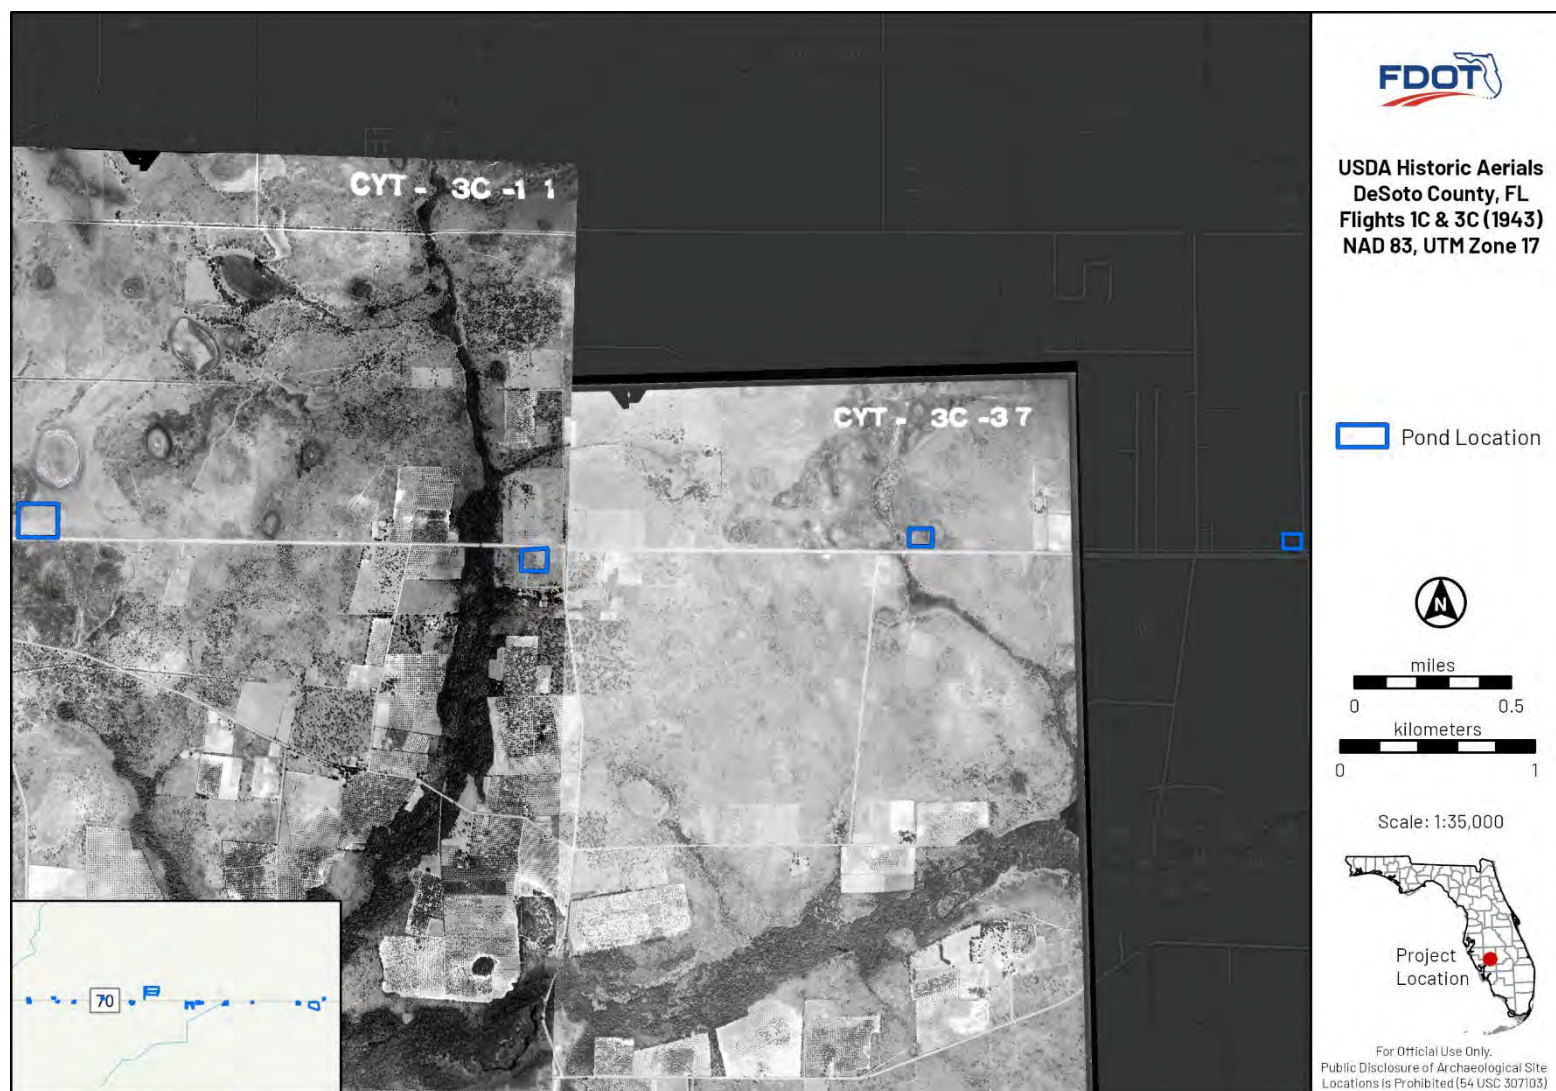 CYT - 3C -1 1
CYT - 3C -3 7
70
FDOT
USDA Historic Aerials
DeSoto County, FL
Flights 1C & 3C (1943)
NAD 83, UTM Zone 17
Pond Location
N
miles
0 0.5
kilometers
0 1
Scale: 1:35,000
Project
Location
For Official Use Only.
Public Disclosure of Archaeological Site
Locations is Prohibited (54 USC 307103)